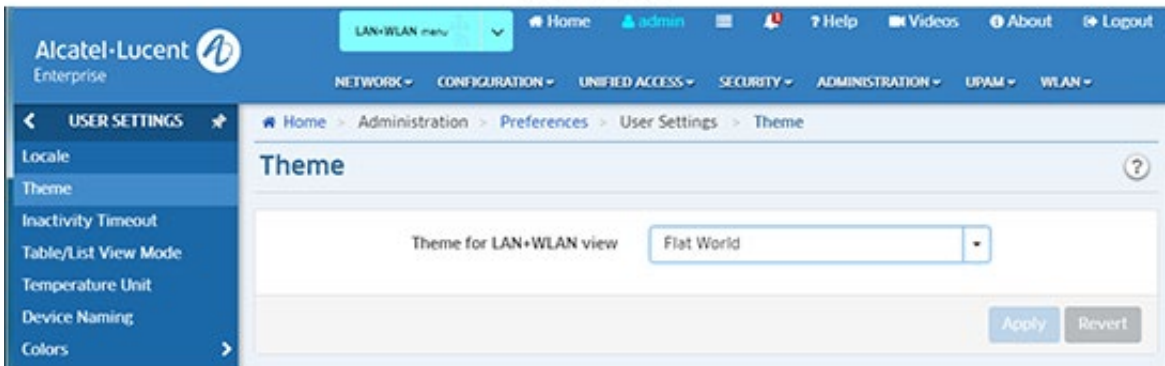 Alcatel·Lucent
Enterprise
LAN+WLAN menu
Home admin ? Help Videos About Logout
NETWORK CONFIGURATION UNIFIED ACCESS SECURITY ADMINISTRATION UPAM WLAN
USER SETTINGS
Home > Administration > Preferences > User Settings > Theme
Locale
Theme
Inactivity Timeout
Table/List View Mode
Temperature Unit
Device Naming
Colors
Theme
?
Theme for LAN+WLAN view Flat World
Apply Revert